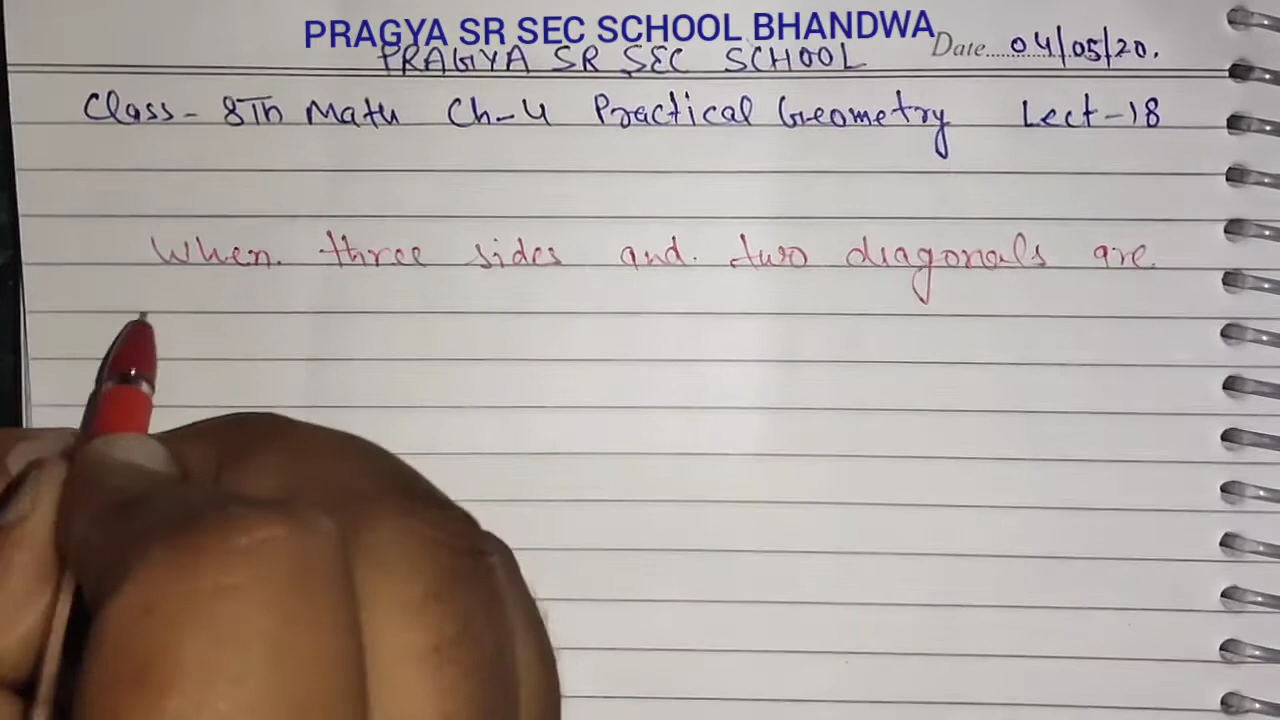 PRAGYA SR SEC SCHOOL BHANDWA
PRAGYA SR SEC SCHOOL Date......04/05/20.
Class - 8Th Math Ch-4 Practical Geometry Lect-18
When. three sides and. two diagonals are